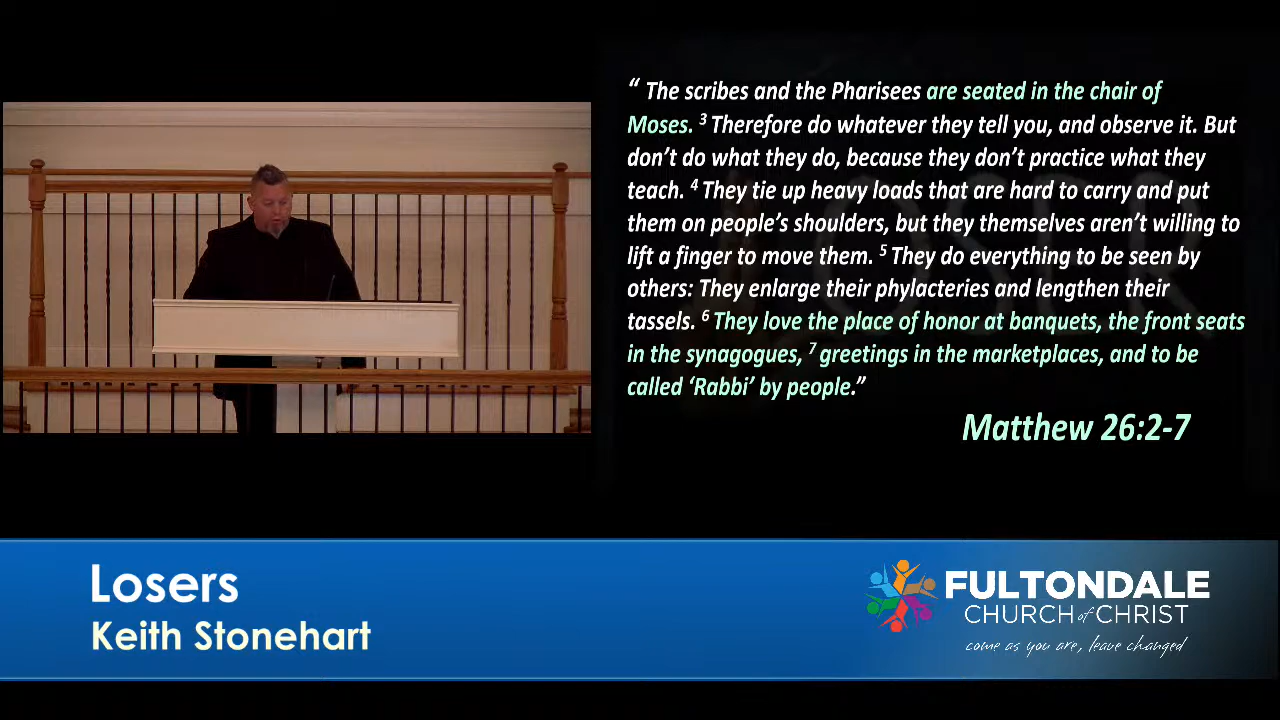 “ The scribes and the Pharisees are seated in the chair of
Moses. ³ Therefore do whatever they tell you, and observe it. But
don’t do what they do, because they don’t practice what they
teach. ⁴ They tie up heavy loads that are hard to carry and put
them on people’s shoulders, but they themselves aren’t willing to
lift a finger to move them. ⁵ They do everything to be seen by
others: They enlarge their phylacteries and lengthen their
tassels. ⁶ They love the place of honor at banquets, the front seats
in the synagogues, ⁷ greetings in the marketplaces, and to be
called ‘Rabbi’ by people.”
Matthew 26:2-7
Losers
Keith Stonehart
FULTONDALE
CHURCH of CHRIST
come as you are, leave changed